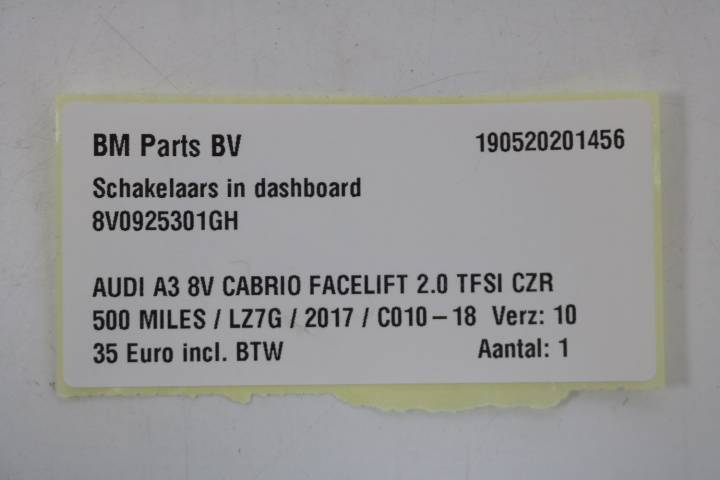 BM Parts BV 190520201456
Schakelaars in dashboard
8V0925301GH
AUDI A3 8V CABRIO FACELIFT 2.0 TFSI CZR
500 MILES / LZ7G / 2017 / C010 – 18 Verz: 10
35 Euro incl. BTW Aantal: 1